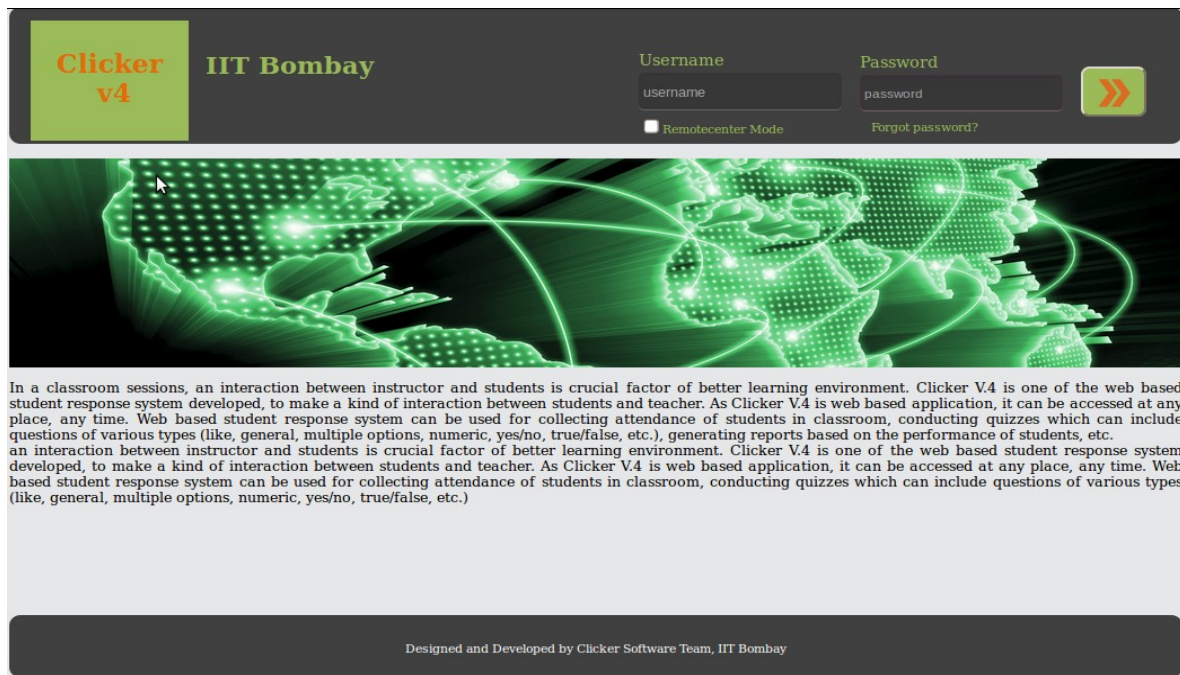 Clicker
v4
IIT Bombay
Username
username
Remotecenter Mode
Password
password
Forgot password?
In a classroom sessions, an interaction between instructor and students is crucial factor of better learning environment. Clicker V.4 is one of the web based
student response system developed, to make a kind of interaction between students and teacher. As Clicker V.4 is web based application, it can be accessed at any
place, any time. Web based student response system can be used for collecting attendance of students in classroom, conducting quizzes which can include
questions of various types (like, general, multiple options, numeric, yes/no, true/false, etc.), generating reports based on the performance of students, etc.
an interaction between instructor and students is crucial factor of better learning environment. Clicker V.4 is one of the web based student response system
developed, to make a kind of interaction between students and teacher. As Clicker V.4 is web based application, it can be accessed at any place, any time. Web
based student response system can be used for collecting attendance of students in classroom, conducting quizzes which can include questions of various types
(like, general, multiple options, numeric, yes/no, true/false, etc.)
Designed and Developed by Clicker Software Team, IIT Bombay